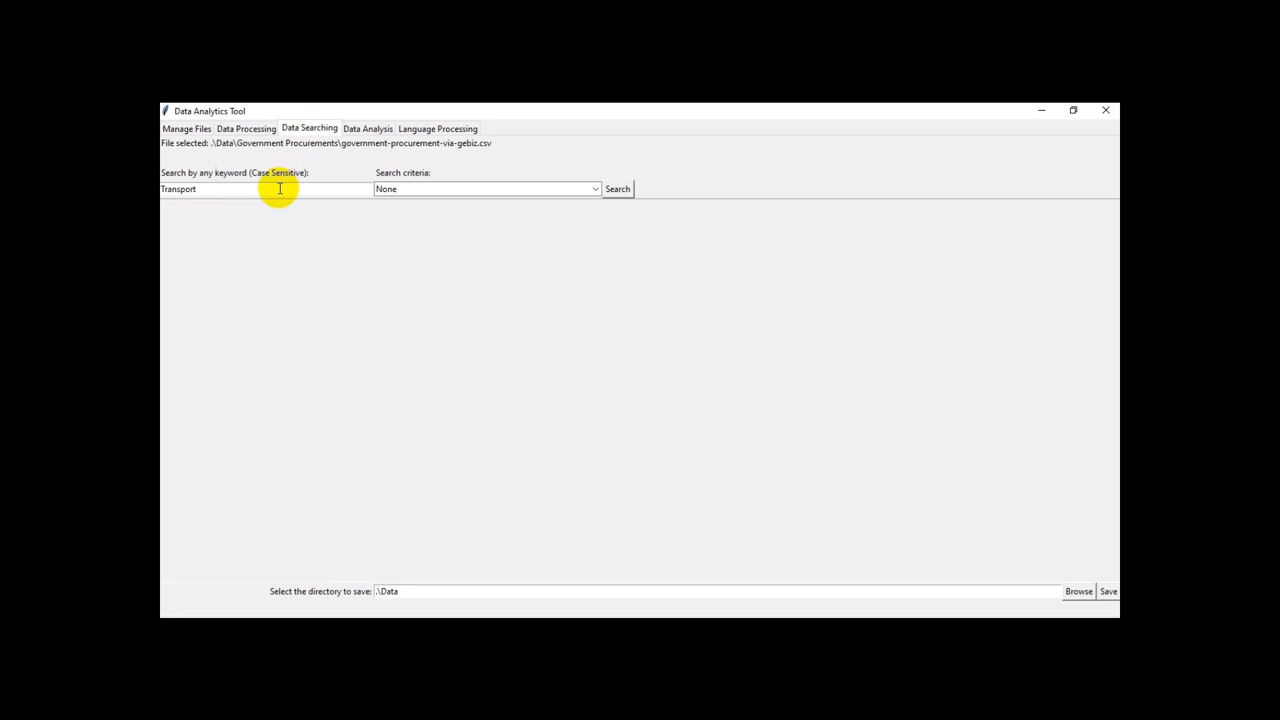 Data Analytics Tool
Manage Files Data Processing Data Searching Data Analysis Language Processing
File selected: .\Data\Government Procurements\government-procurement-via-gebiz.csv
Search by any keyword (Case Sensitive): Search criteria:
Transport None Search
Select the directory to save: .\Data Browse Save